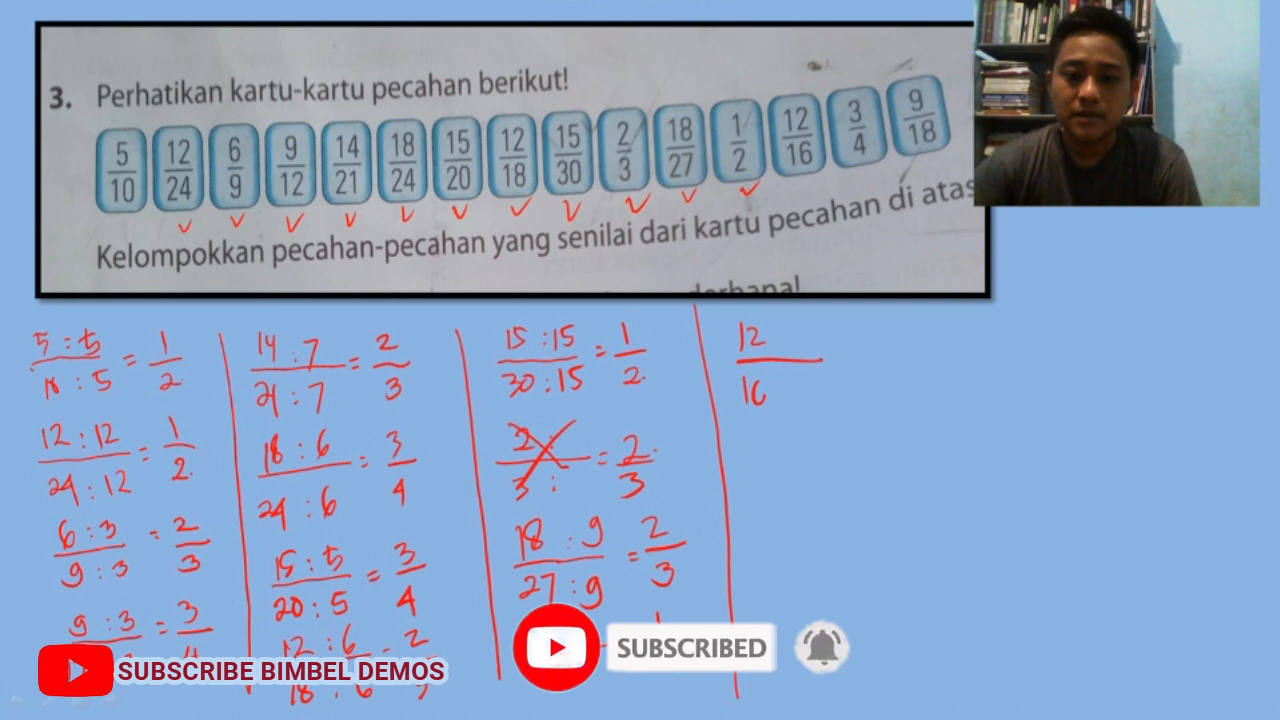 3. Perhatikan kartu-kartu pecahan berikut!
5/10 12/24 6/9 9/12 14/21 18/24 15/20 12/18 15/30 2/3 18/27 1/2 12/16 3/4 9/18
Kelompokkan pecahan-pecahan yang senilai dari kartu pecahan di atas
5 : 5 / 10 : 5 = 1/2
12 : 12 / 24 : 12 = 1/2
6 : 3 / 9 : 3 = 2/3
9 : 3 = 3/4
14 : 7 / 21 : 7 = 2/3
18 : 6 / 24 : 6 = 3/4
15 : 5 / 20 : 5 = 3/4
12 : 6 / 18 : 6 = 2/3
15 : 15 / 30 : 15 = 1/2
2 : / 3 : = 2/3
18 : 9 / 27 : 9 = 2/3
12 / 16
SUBSCRIBE BIMBEL DEMOS
SUBSCRIBED